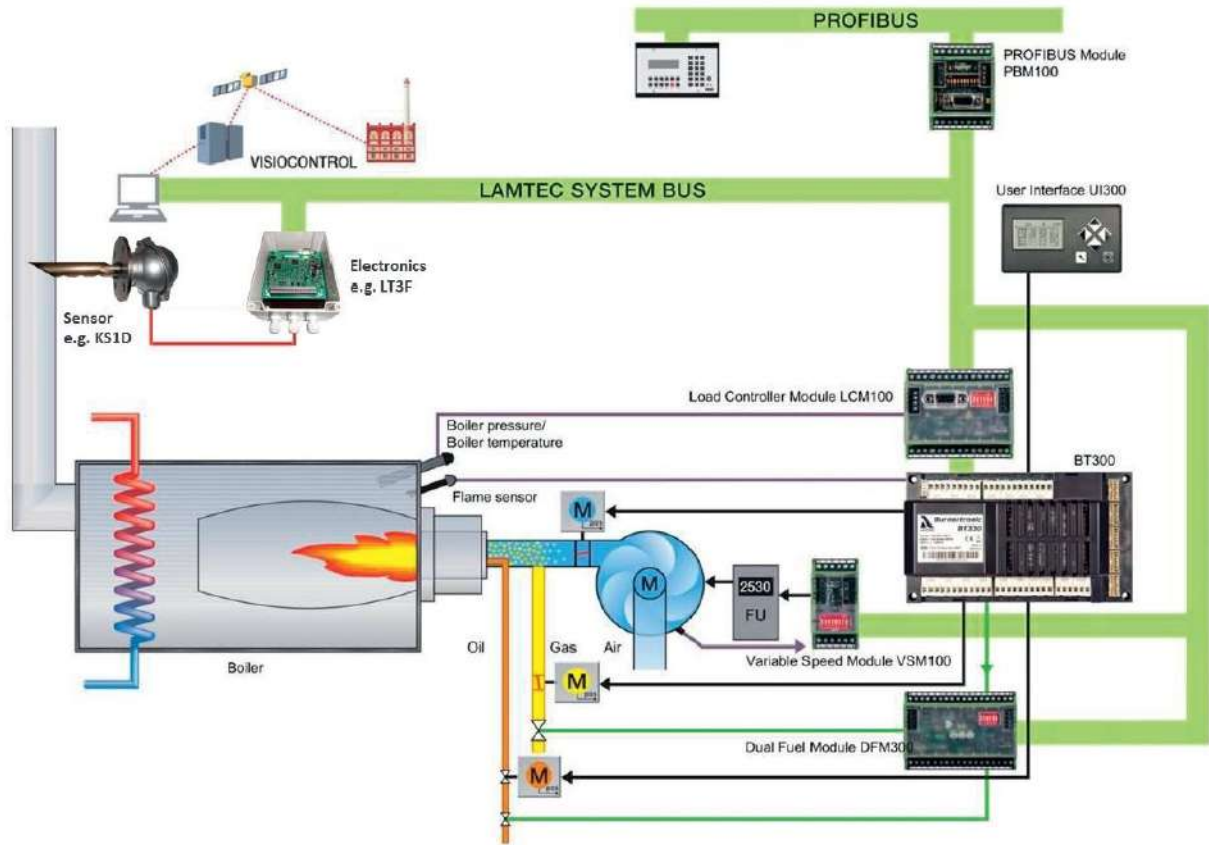 PROFIBUS
PROFIBUS Module
PBM100
VISIOCONTROL
LAMTEC SYSTEM BUS
User Interface UI300
Electronics
e.g. LT3F
Sensor
e.g. KS1D
Load Controller Module LCM100
Boiler pressure/
Boiler temperature
BT300
Flame sensor
M
Burnertronic
BT330
M
2530
FU
Oil
Gas
Air
Variable Speed Module VSM100
Boiler
M
Dual Fuel Module DFM300
M